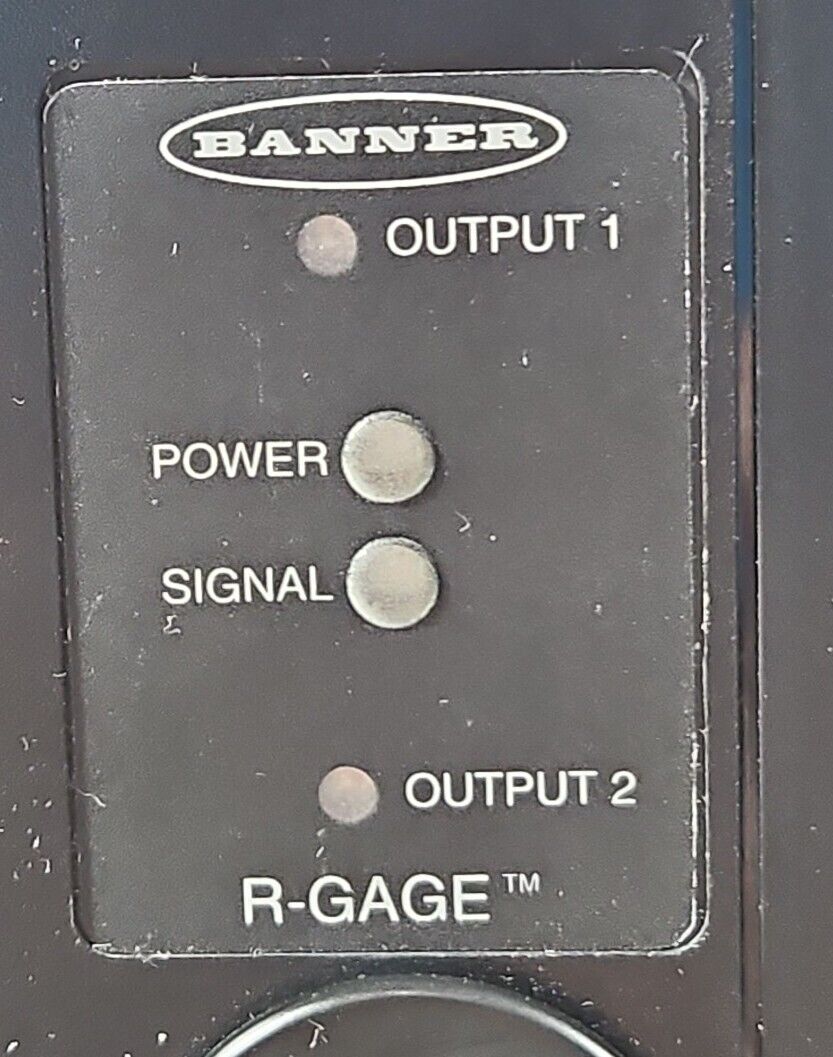 BANNER
OUTPUT 1
POWER
SIGNAL
OUTPUT 2
R-GAGE™